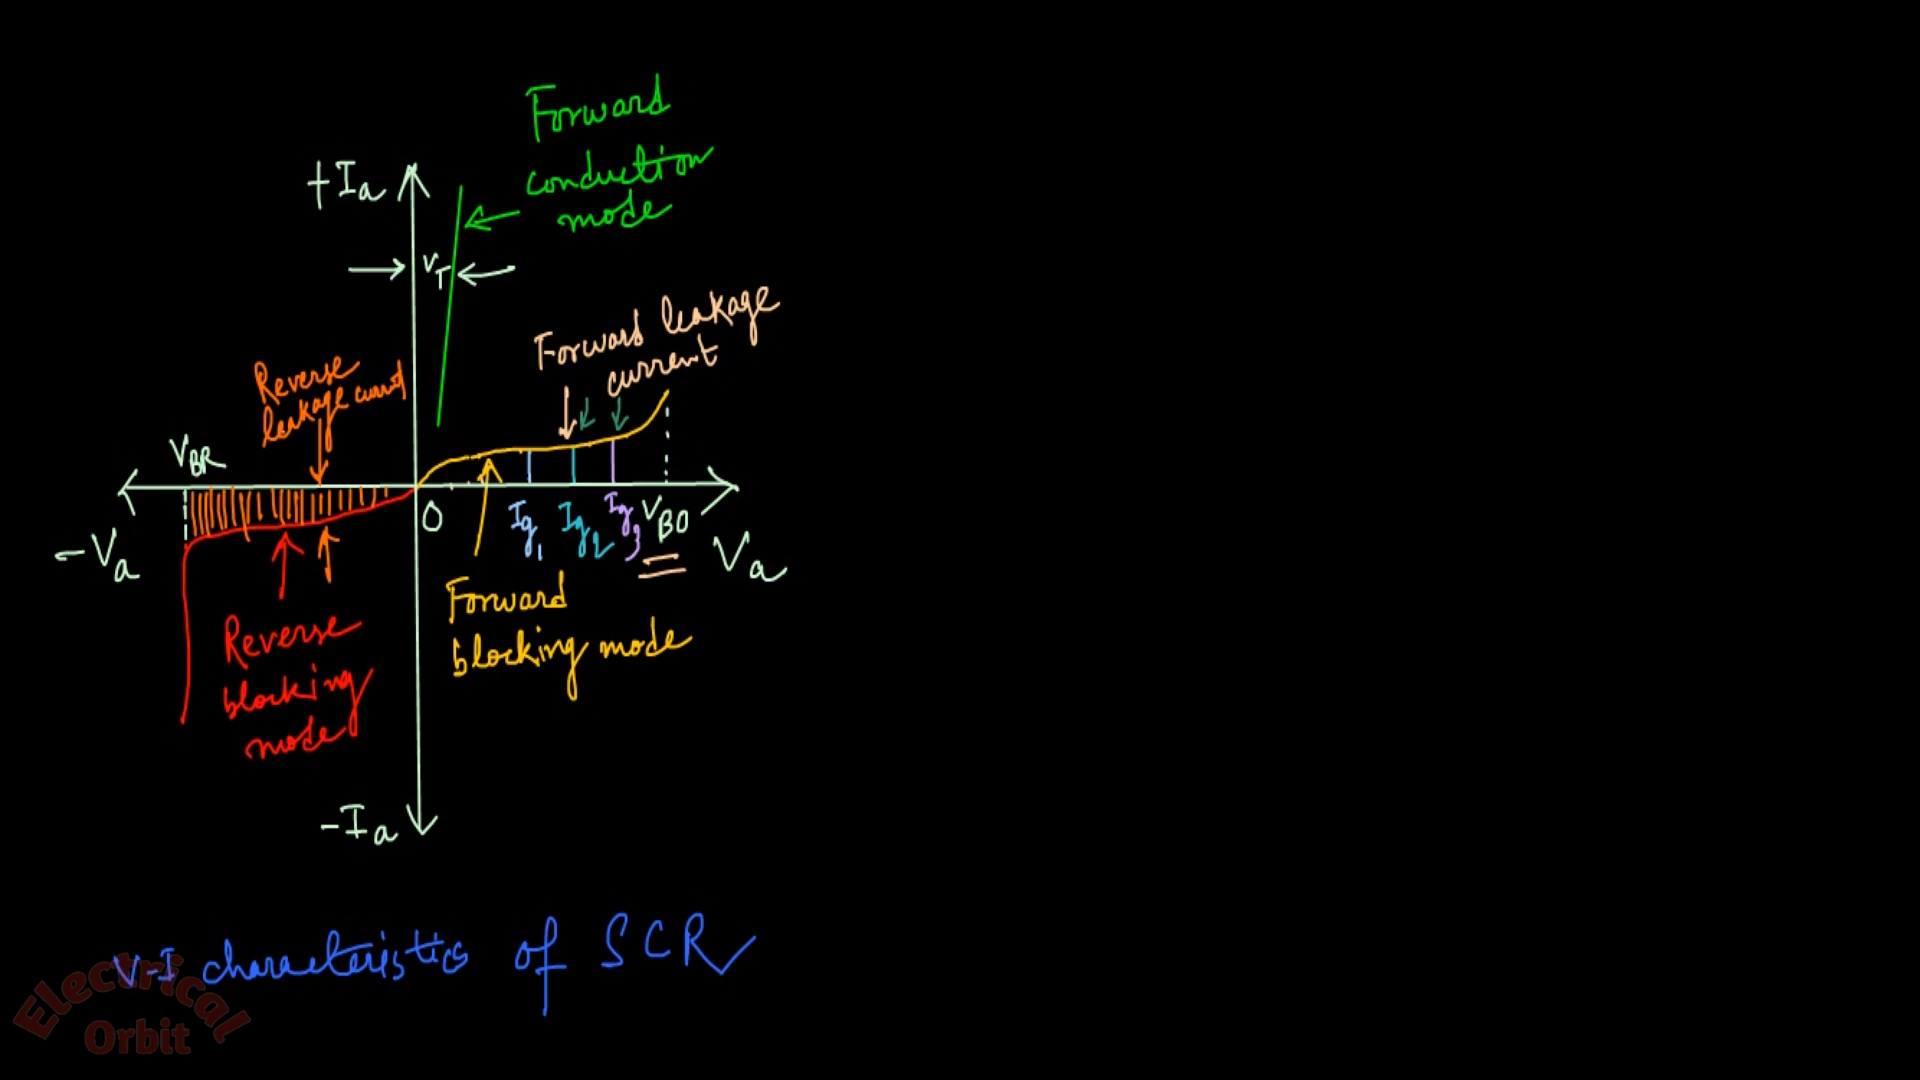 Forward
conduction
mode
+Ia
VT
Forward leakage
current
Reverse
leakage current
VBR
O
Ig1
Ig2
Ig3
VBO
-Va
Va
Forward
blocking mode
Reverse
blocking
mode
-Ia
V-I characteristics of SCR
Electrical
Orbit